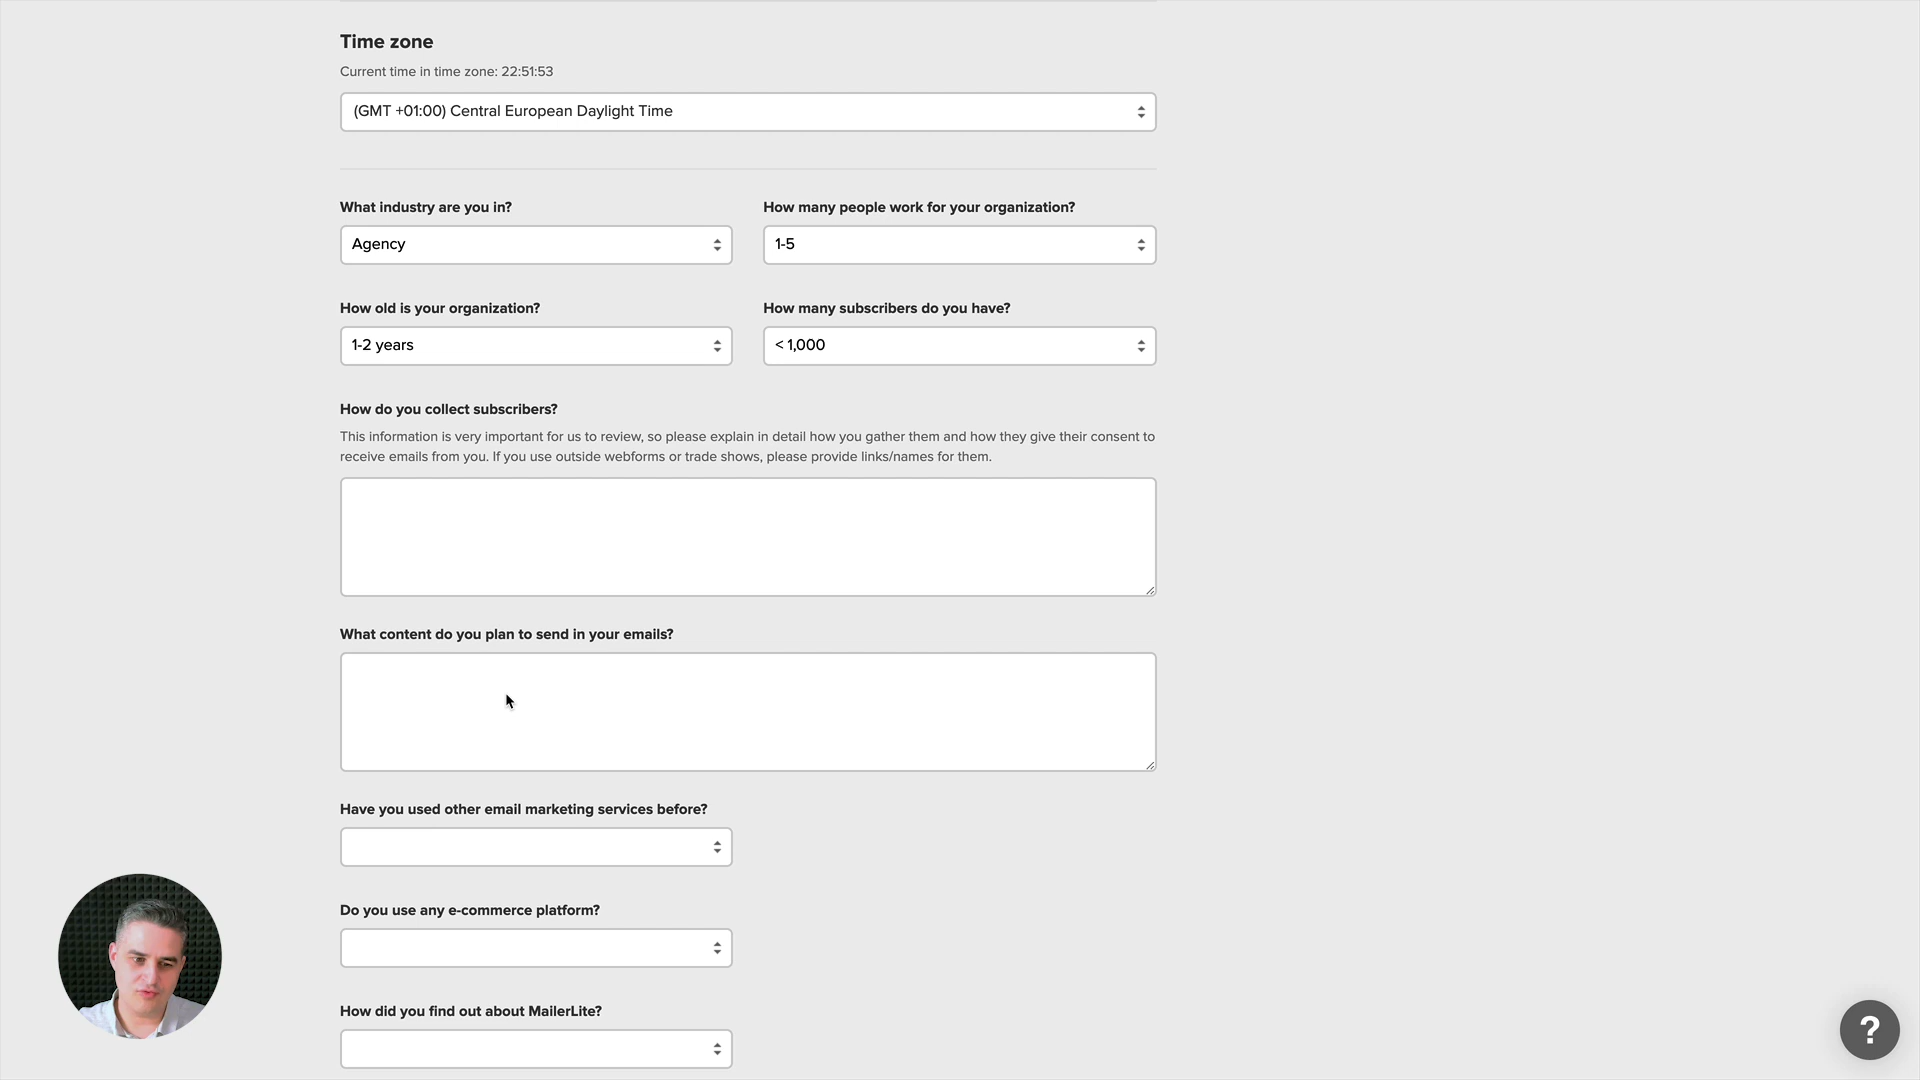 Time zone
Current time in time zone: 22:51:53
(GMT +01:00) Central European Daylight Time
What industry are you in?
How many people work for your organization?
Agency
1-5
How old is your organization?
How many subscribers do you have?
1-2 years
< 1,000
How do you collect subscribers?
This information is very important for us to review, so please explain in detail how you gather them and how they give their consent to
receive emails from you. If you use outside webforms or trade shows, please provide links/names for them.
What content do you plan to send in your emails?
Have you used other email marketing services before?
Do you use any e-commerce platform?
How did you find out about MailerLite?
?